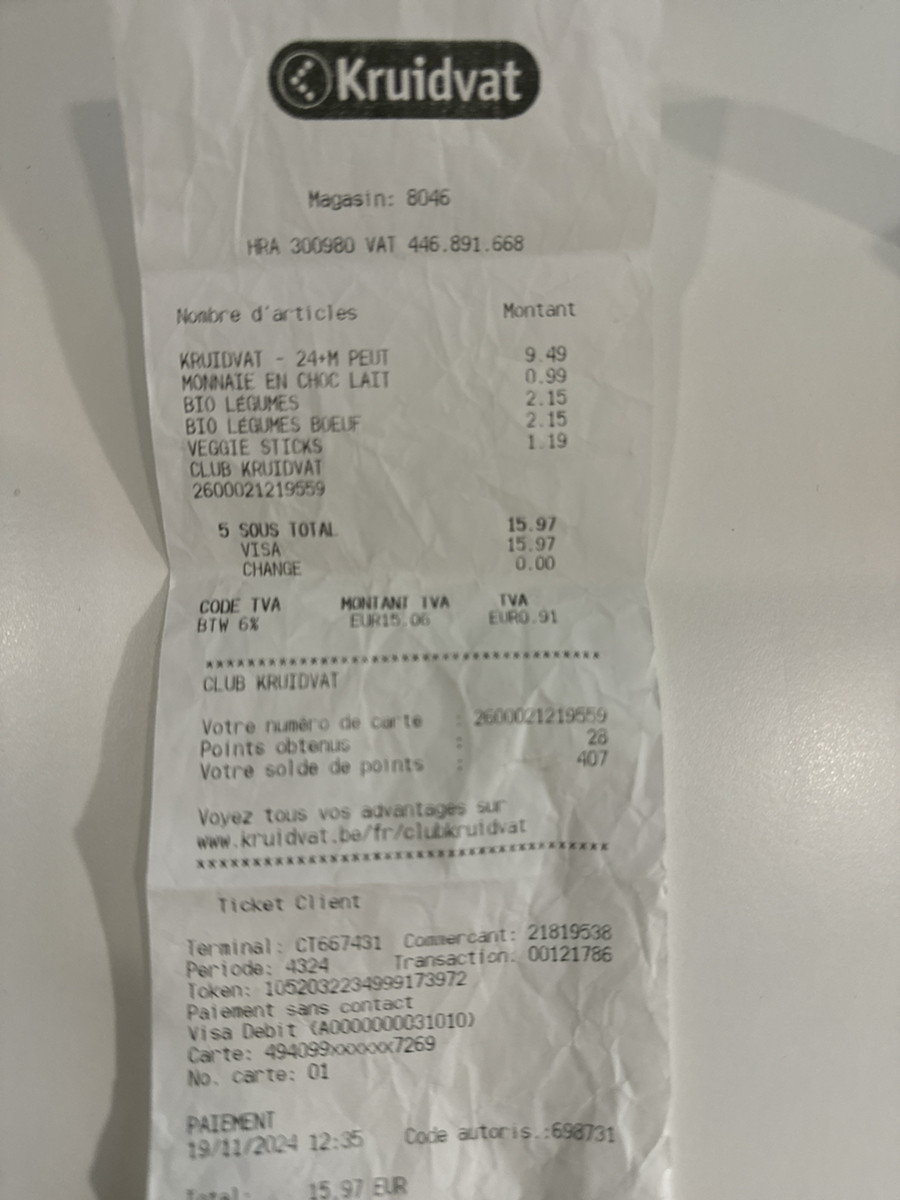 Kruidvat
Magasin: 8046
HRA 300980 VAT 446.891.668
Nombre d'articles Montant
KRUIDVAT - 24+M PEUT 9.49
MONNAIE EN CHOC LAIT 0.99
BIO LÉGUMES 2.15
BIO LÉGUMES BOEUF 2.15
VEGGIE STICKS 1.19
CLUB KRUIDVAT
2600021219559
5 SOUS TOTAL 15.97
VISA 15.97
CHANGE 0.00
CODE TVA MONTANT TVA TVA
BTW 6% EUR15.06 EUR0.91
****************************************
CLUB KRUIDVAT
Votre numéro de carte : 2600021219559
Points obtenus : 28
Votre solde de points : 407
Voyez tous vos advantages sur
www.kruidvat.be/fr/clubkruidvat
****************************************
Ticket Client
Terminal: CT667431 Commercant: 21819538
Periode: 4324 Transaction: 00121786
Token: 1052032234999173972
Paiement sans contact
Visa Debit (A0000000031010)
Carte: 494099xxxxxx7269
No. carte: 01
PAIEMENT
19/11/2024 12:35 Code autoris.:698731
Total: 15,97 EUR